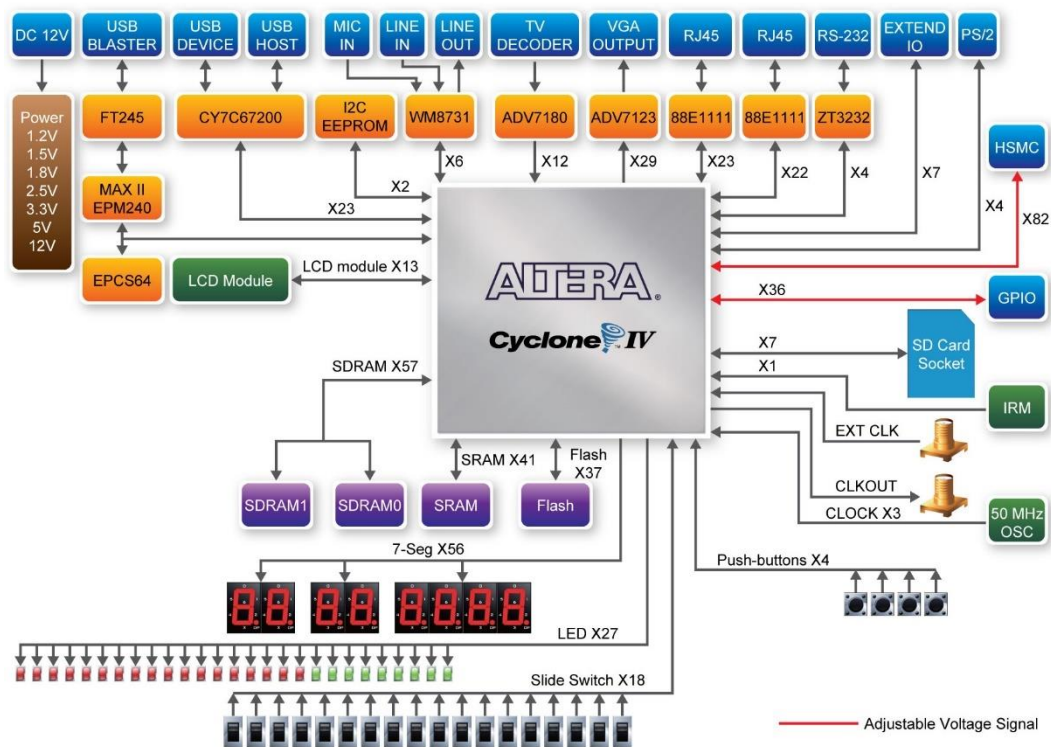 DC 12V
USB
BLASTER
USB
DEVICE
USB
HOST
MIC
IN
LINE
IN
LINE
OUT
TV
DECODER
VGA
OUTPUT
RJ45
RJ45
RS-232
EXTEND
IO
PS/2
Power
1.2V
1.5V
1.8V
2.5V
3.3V
5V
12V
FT245
CY7C67200
I2C
EEPROM
WM8731
ADV7180
ADV7123
88E1111
88E1111
ZT3232
HSMC
X6
X12
X29
X23
X22
X4
X7
X4
X82
X2
X23
MAX II
EPM240
EPCS64
LCD Module
LCD module X13
ALTERA®
Cyclone™ IV
X36
GPIO
X7
SD Card
Socket
X1
IRM
EXT CLK
CLKOUT
CLOCK X3
50 MHz
OSC
SDRAM X57
SRAM X41
Flash
X37
SDRAM1
SDRAM0
SRAM
Flash
7-Seg X56
Push-buttons X4
LED X27
Slide Switch X18
Adjustable Voltage Signal